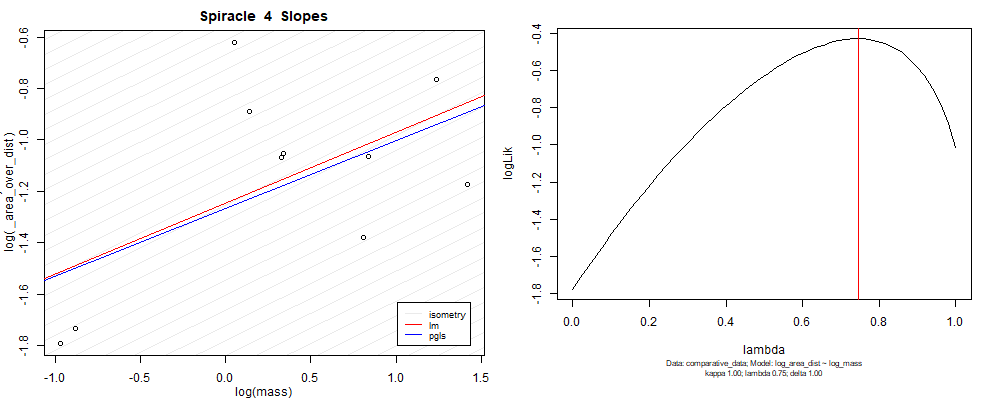 Spiracle 4 Slopes
log(_area_over_dist)
-0.6
-0.8
-1.0
-1.2
-1.4
-1.6
-1.8
isometry
lm
pgls
-1.0 -0.5 0.0 0.5 1.0 1.5
log(mass)
logLik
-0.4
-0.6
-0.8
-1.0
-1.2
-1.4
-1.6
-1.8
0.0 0.2 0.4 0.6 0.8 1.0
lambda
Data: comparative_data; Model: log_area_dist ~ log_mass
kappa 1.00; lambda 0.75; delta 1.00